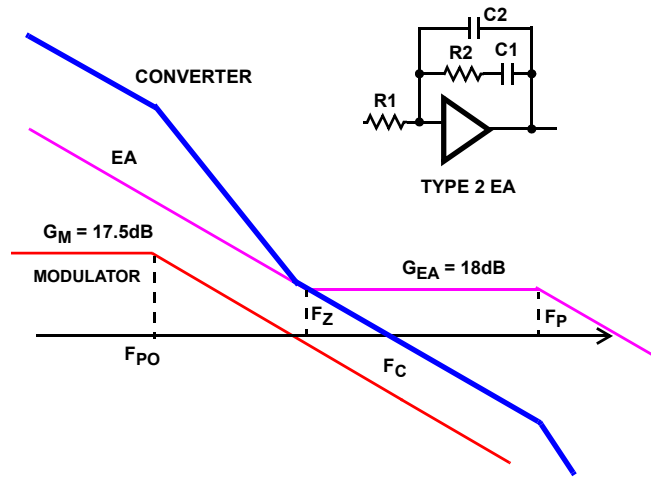 C2
CONVERTER
R2
C1
R1
EA
TYPE 2 EA
GM = 17.5dB
GEA = 18dB
MODULATOR
FZ
FP
FPO
FC